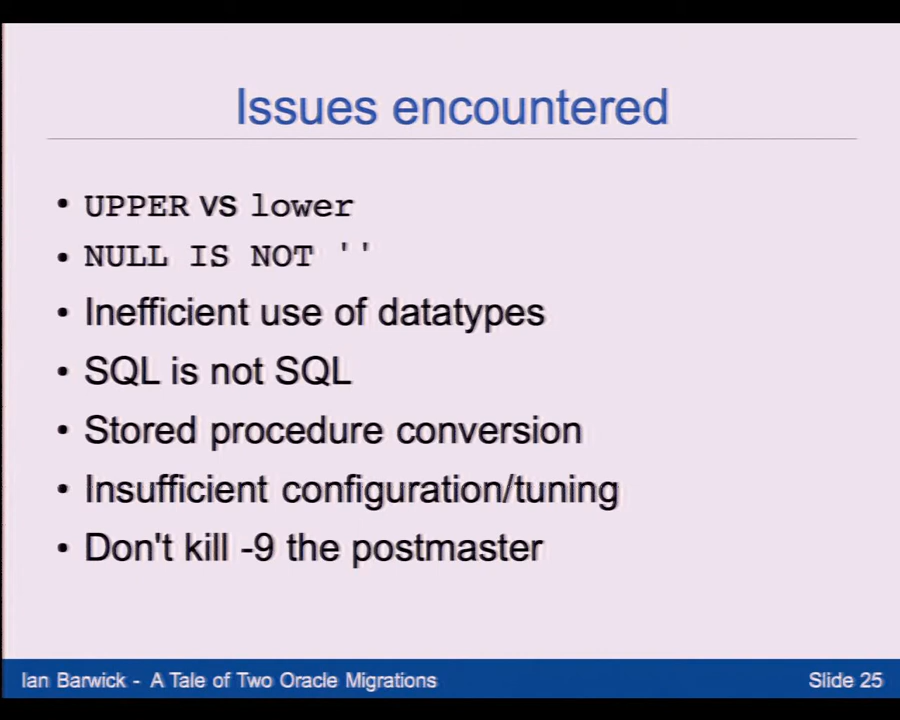 Issues encountered
• UPPER VS lower
• NULL IS NOT ''
• Inefficient use of datatypes
• SQL is not SQL
• Stored procedure conversion
• Insufficient configuration/tuning
• Don't kill -9 the postmaster
Ian Barwick - A Tale of Two Oracle Migrations Slide 25